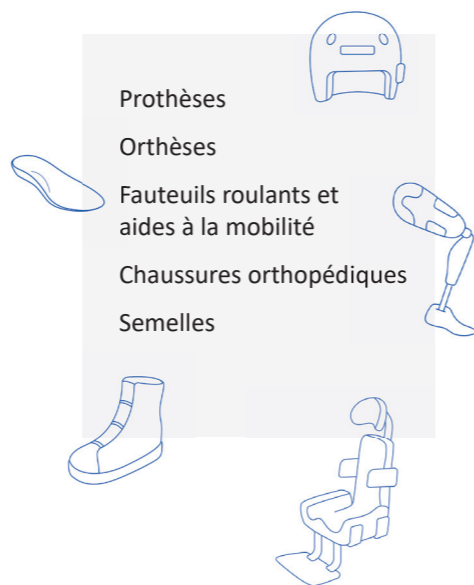 Prothèses
Orthèses
Fauteuils roulants et
aides à la mobilité
Chaussures orthopédiques
Semelles